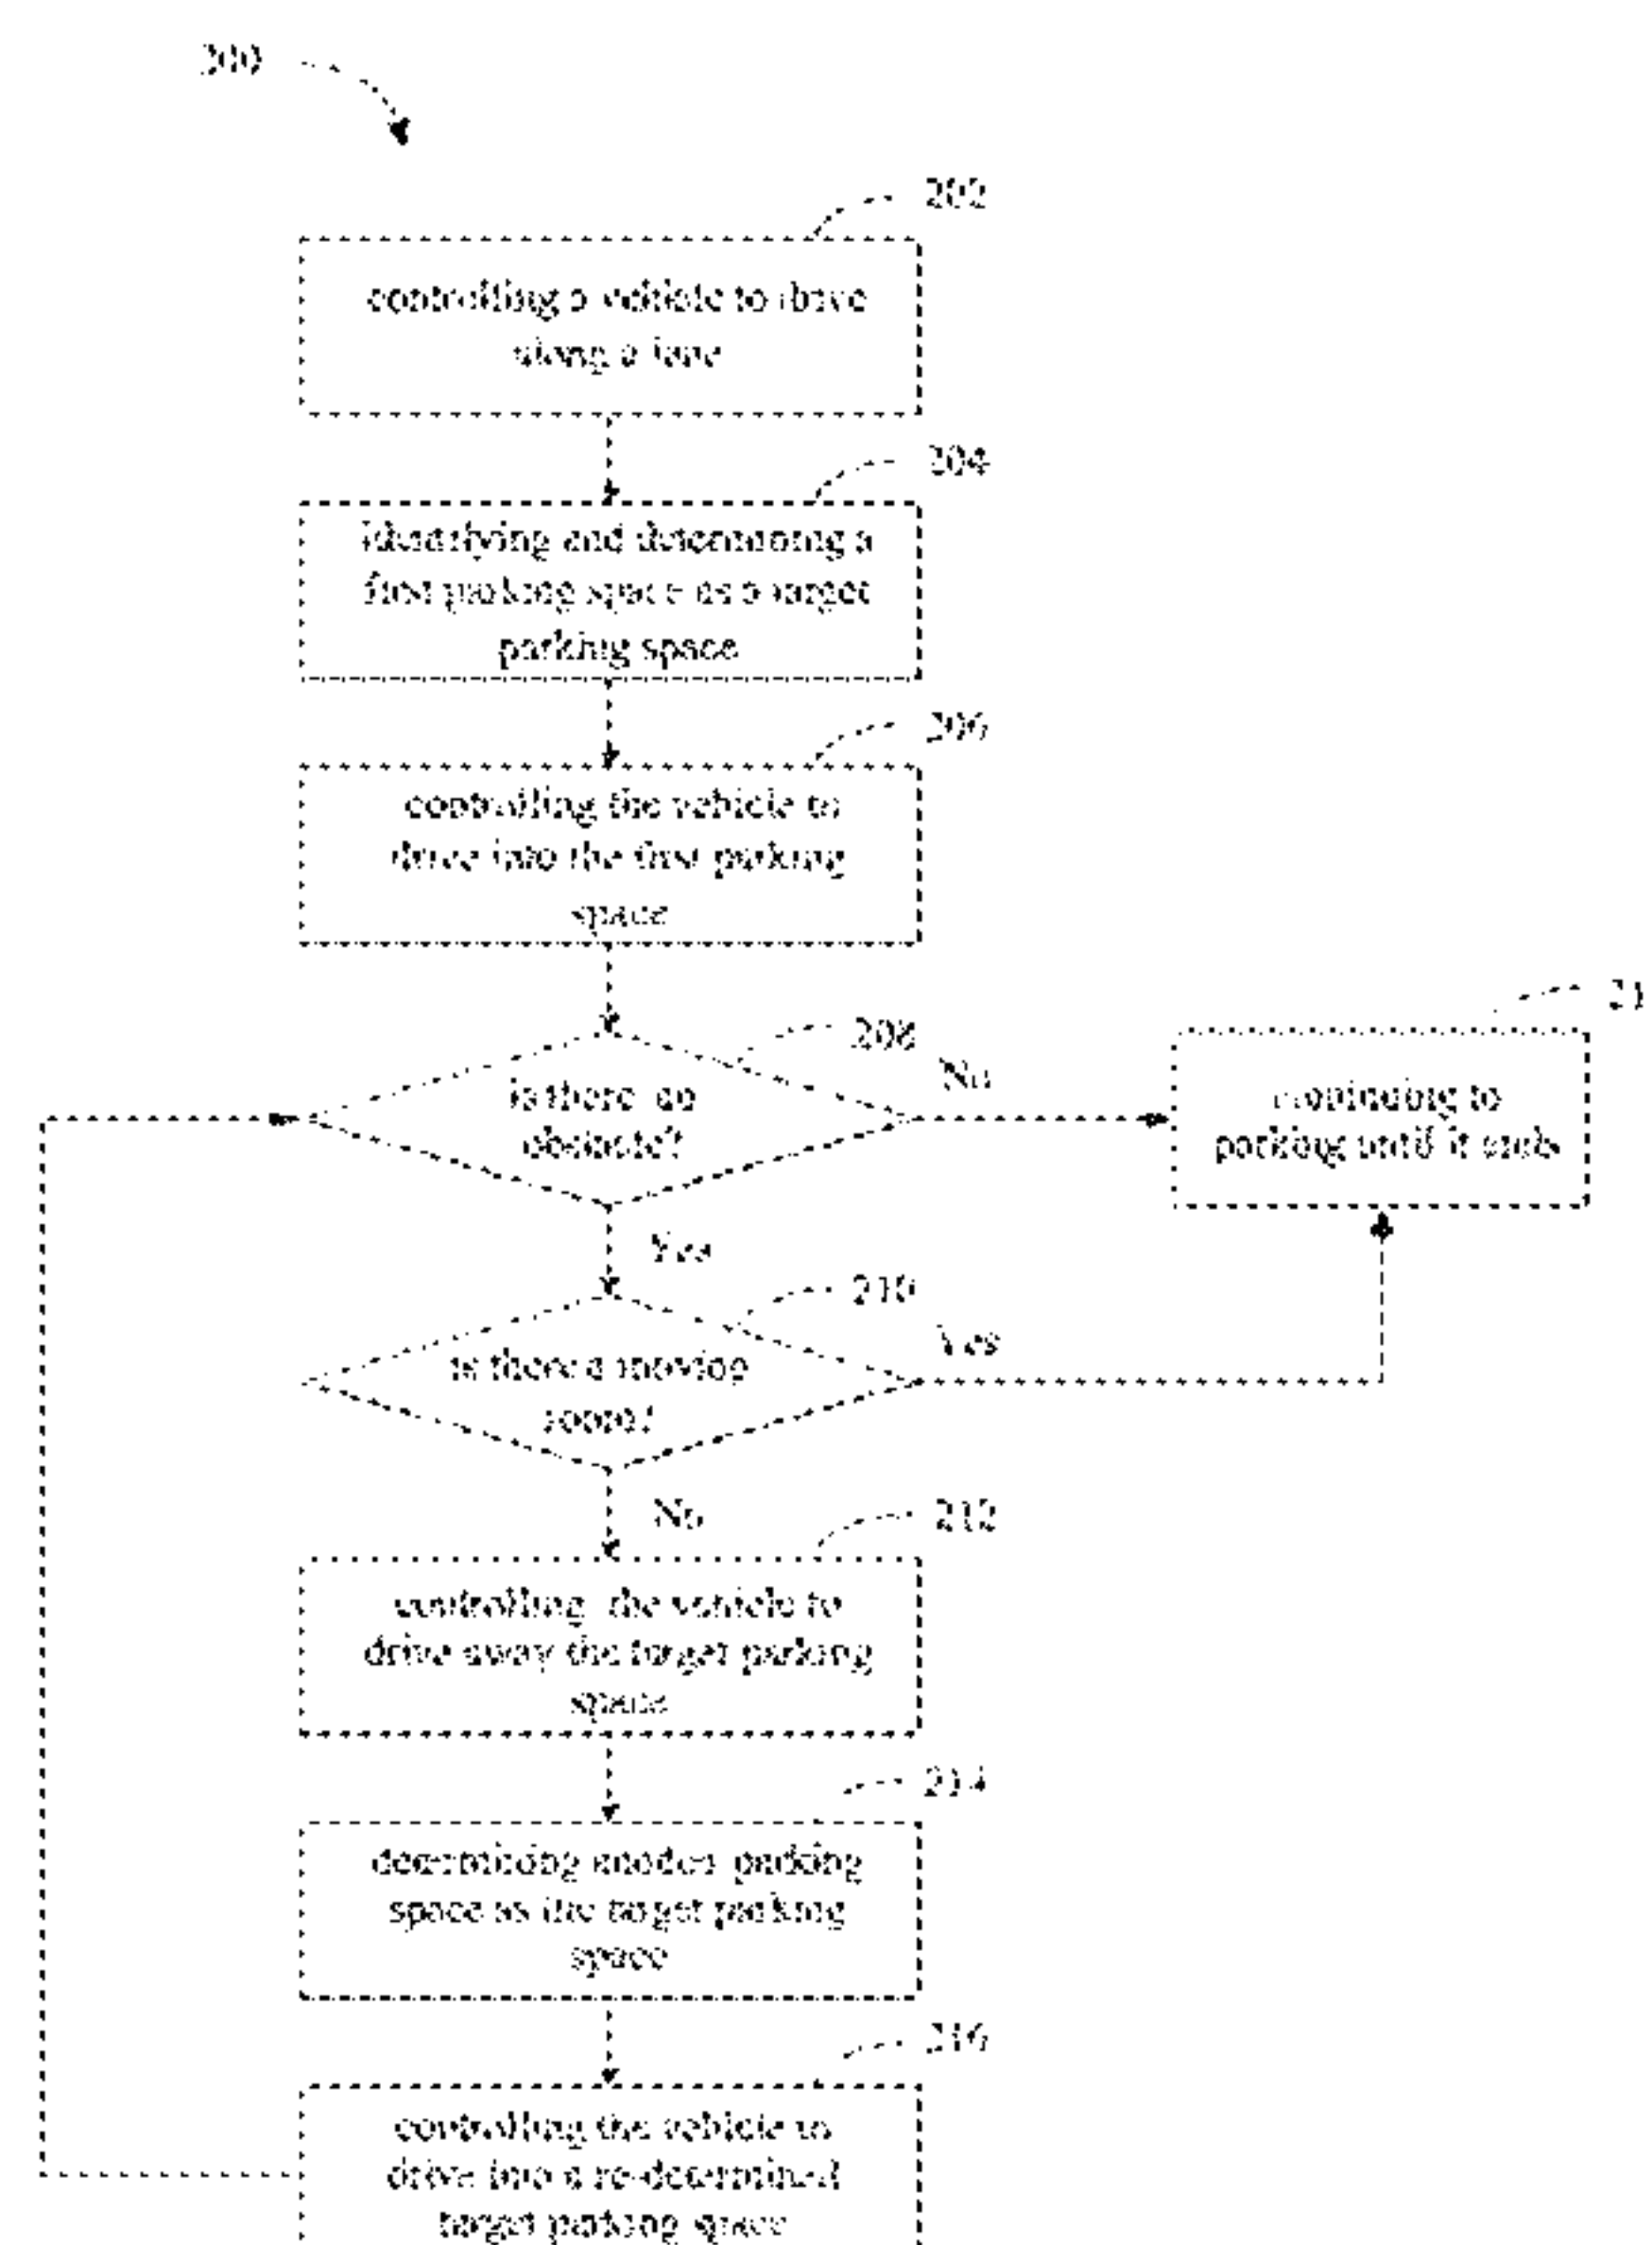 200
202
controlling a vehicle to drive
along a lane
204
identifying and determining a
first parking space as a target
parking space
206
controlling the vehicle to
drive into the first parking
space
208
No
is there an
obstacle?
21
continuing to
parking until it ends
Yes
210
Yes
is there a moving
room?
No
212
controlling the vehicle to
drive away the target parking
space
214
determining another parking
space as the target parking
space
216
controlling the vehicle to
drive into a re-determined
target parking space